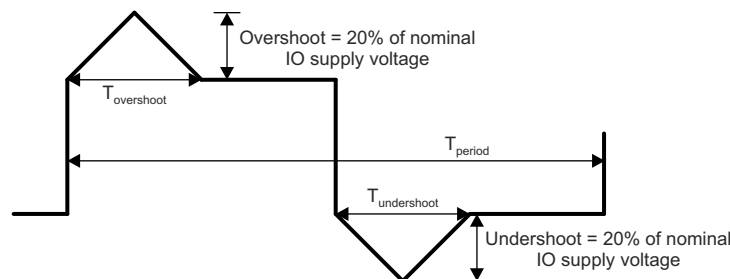 Overshoot = 20% of nominal
IO supply voltage
Tovershoot
Tperiod
Tundershoot
Undershoot = 20% of nominal
IO supply voltage